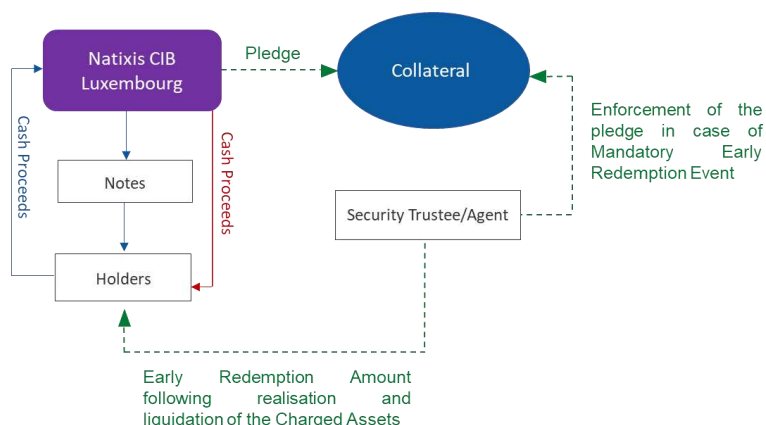 Natixis CIB
Luxembourg
Pledge
Collateral
Enforcement of the
pledge in case of
Mandatory Early
Redemption Event
Cash Proceeds
Cash Proceeds
Notes
Security Trustee/Agent
Holders
Early Redemption Amount
following realisation and
liquidation of the Charged Assets